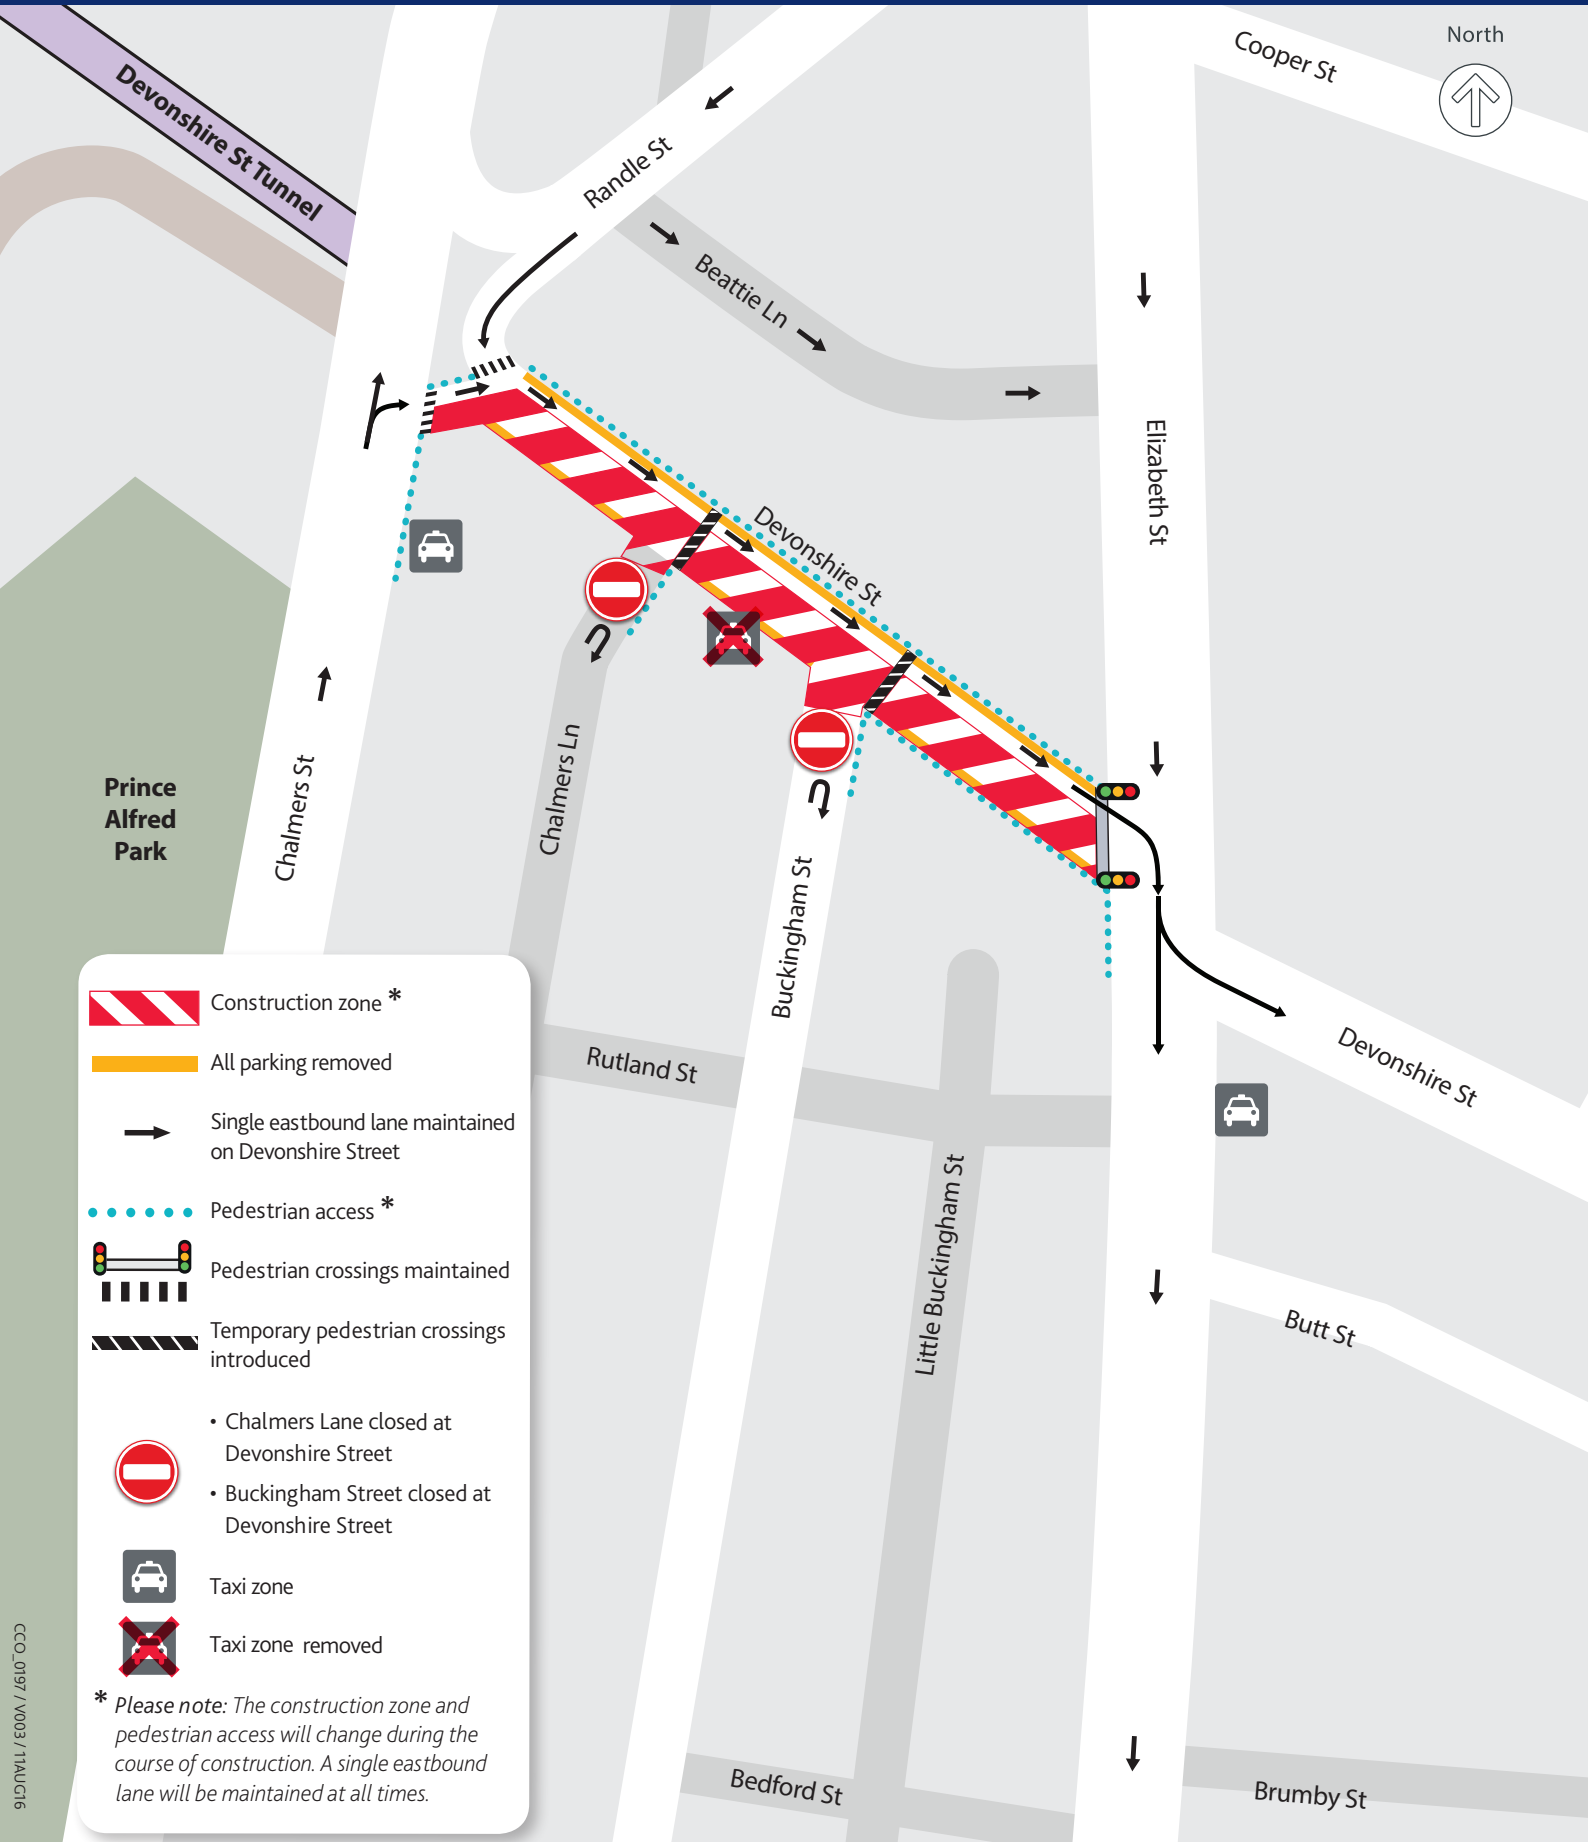 North
Cooper St
Devonshire St Tunnel
Randle St
Beattie Ln
Elizabeth St
Devonshire St
Prince
Alfred
Park
Chalmers St
Chalmers Ln
Buckingham St
Rutland St
Devonshire St
Little Buckingham St
Butt St
Bedford St
Brumby St
Construction zone *
All parking removed
Single eastbound lane maintained
on Devonshire Street
Pedestrian access *
Pedestrian crossings maintained
Temporary pedestrian crossings
introduced
• Chalmers Lane closed at
Devonshire Street
• Buckingham Street closed at
Devonshire Street
Taxi zone
Taxi zone removed
* Please note: The construction zone and
pedestrian access will change during the
course of construction. A single eastbound
lane will be maintained at all times.
CCO_0197 / V003 / 11AUG16